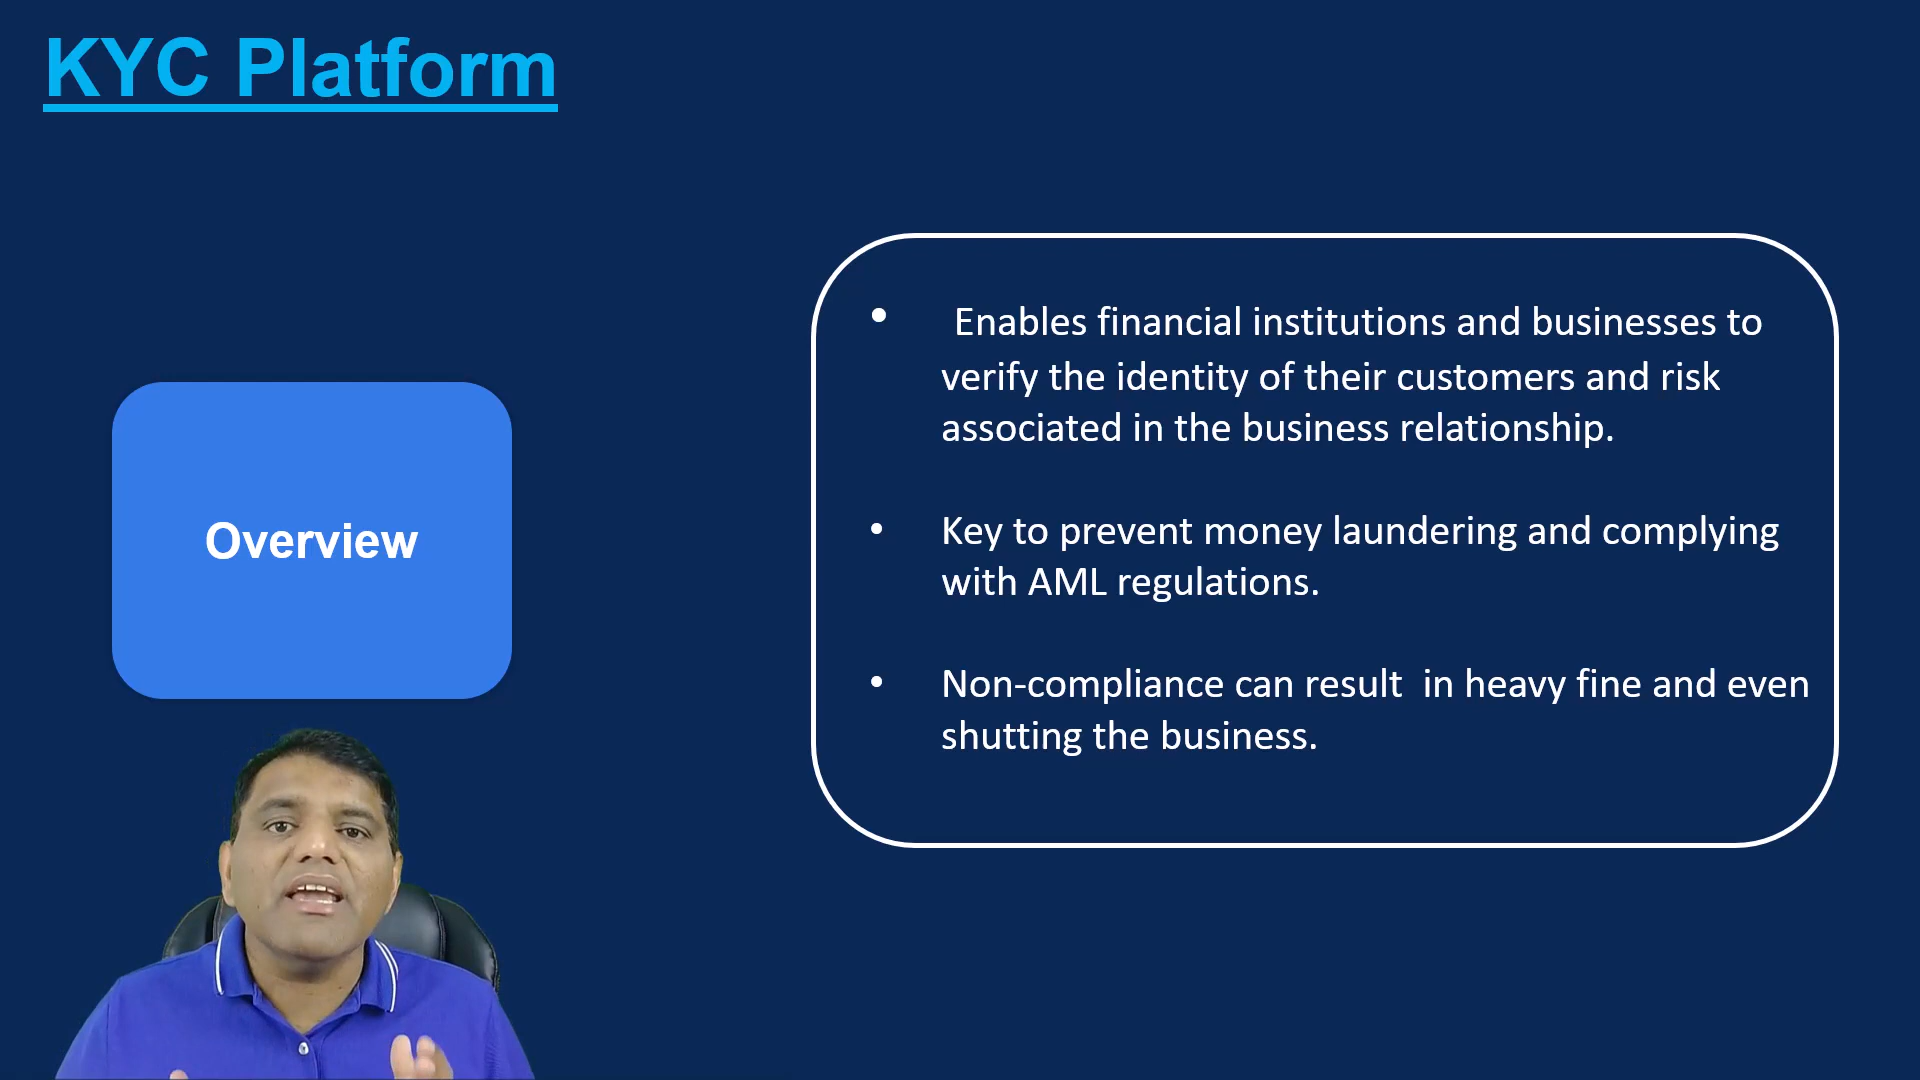 KYC Platform
Overview
• Enables financial institutions and businesses to
verify the identity of their customers and risk
associated in the business relationship.
• Key to prevent money laundering and complying
with AML regulations.
• Non-compliance can result  in heavy fine and even
shutting the business.